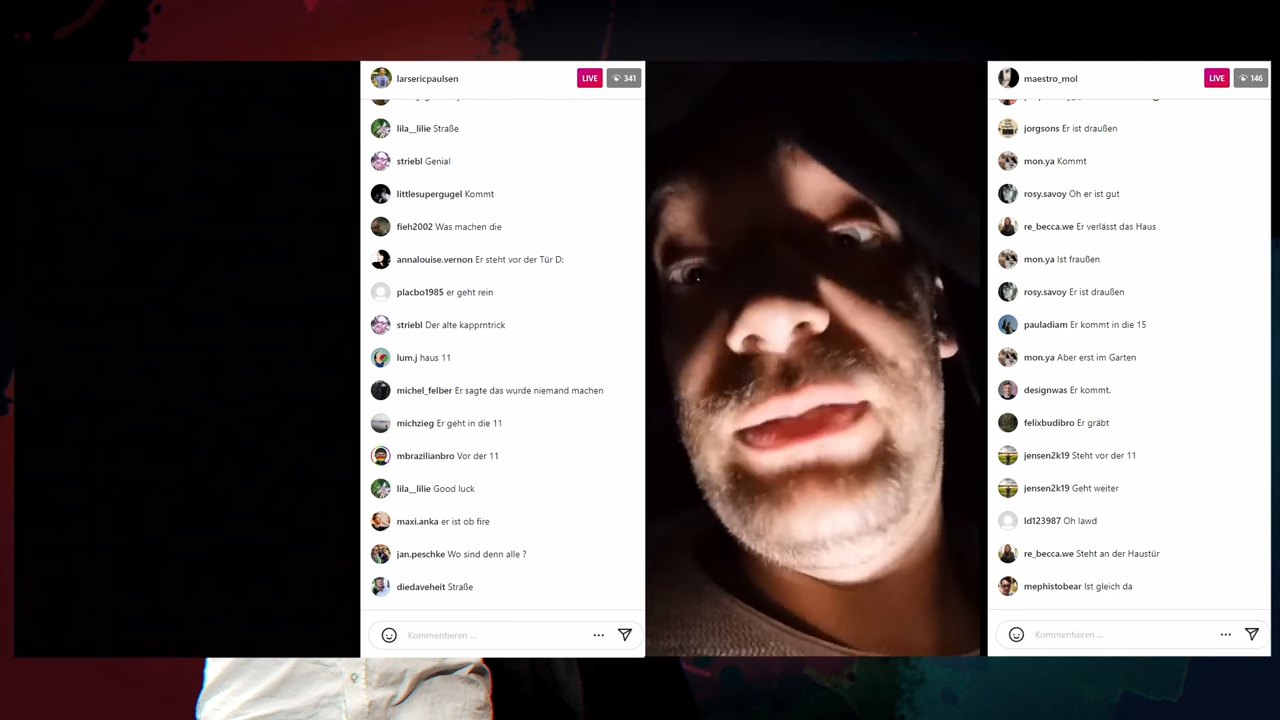 larsericpaulsen LIVE 341
lila__lilie Straße
striebl Genial
littlesupergugel Kommt
fieh2002 Was machen die
annalouise.vernon Er steht vor der Tür D:
placbo1985 er geht rein
striebl Der alte kapprntrick
lum.j haus 11
michel_felber Er sagte das wurde niemand machen
michzieg Er geht in die 11
mbrazilianbro Vor der 11
lila__lilie Good luck
maxi.anka er ist ob fire
jan.peschke Wo sind denn alle ?
diedaveheit Straße
Kommentieren ...
maestro_mol LIVE 146
jorgsons Er ist draußen
mon.ya Kommt
rosy.savoy Oh er ist gut
re_becca.we Er verlässt das Haus
mon.ya Ist fraußen
rosy.savoy Er ist draußen
pauladiam Er kommt in die 15
mon.ya Aber erst im Garten
designwas Er kommt.
felixbudibro Er gräbt
jensen2k19 Steht vor der 11
jensen2k19 Geht weiter
ld123987 Oh lawd
re_becca.we Steht an der Haustür
mephistobear Ist gleich da
Kommentieren ...